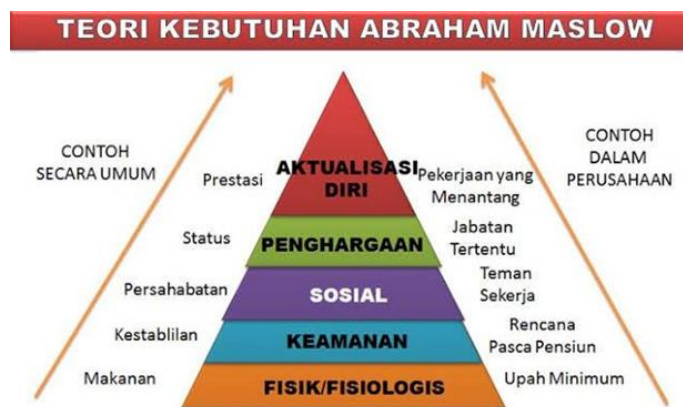 TEORI KEBUTUHAN ABRAHAM MASLOW
CONTOH
SECARA UMUM
CONTOH
DALAM
PERUSAHAAN
Prestasi
AKTUALISASI
DIRI
Pekerjaan yang
Menantang
Status
PENGHARGAAN
Jabatan
Tertentu
Persahabatan
SOSIAL
Teman
Sekerja
Kestablilan
KEAMANAN
Rencana
Pasca Pensiun
Makanan
FISIK/FISIOLOGIS
Upah Minimum